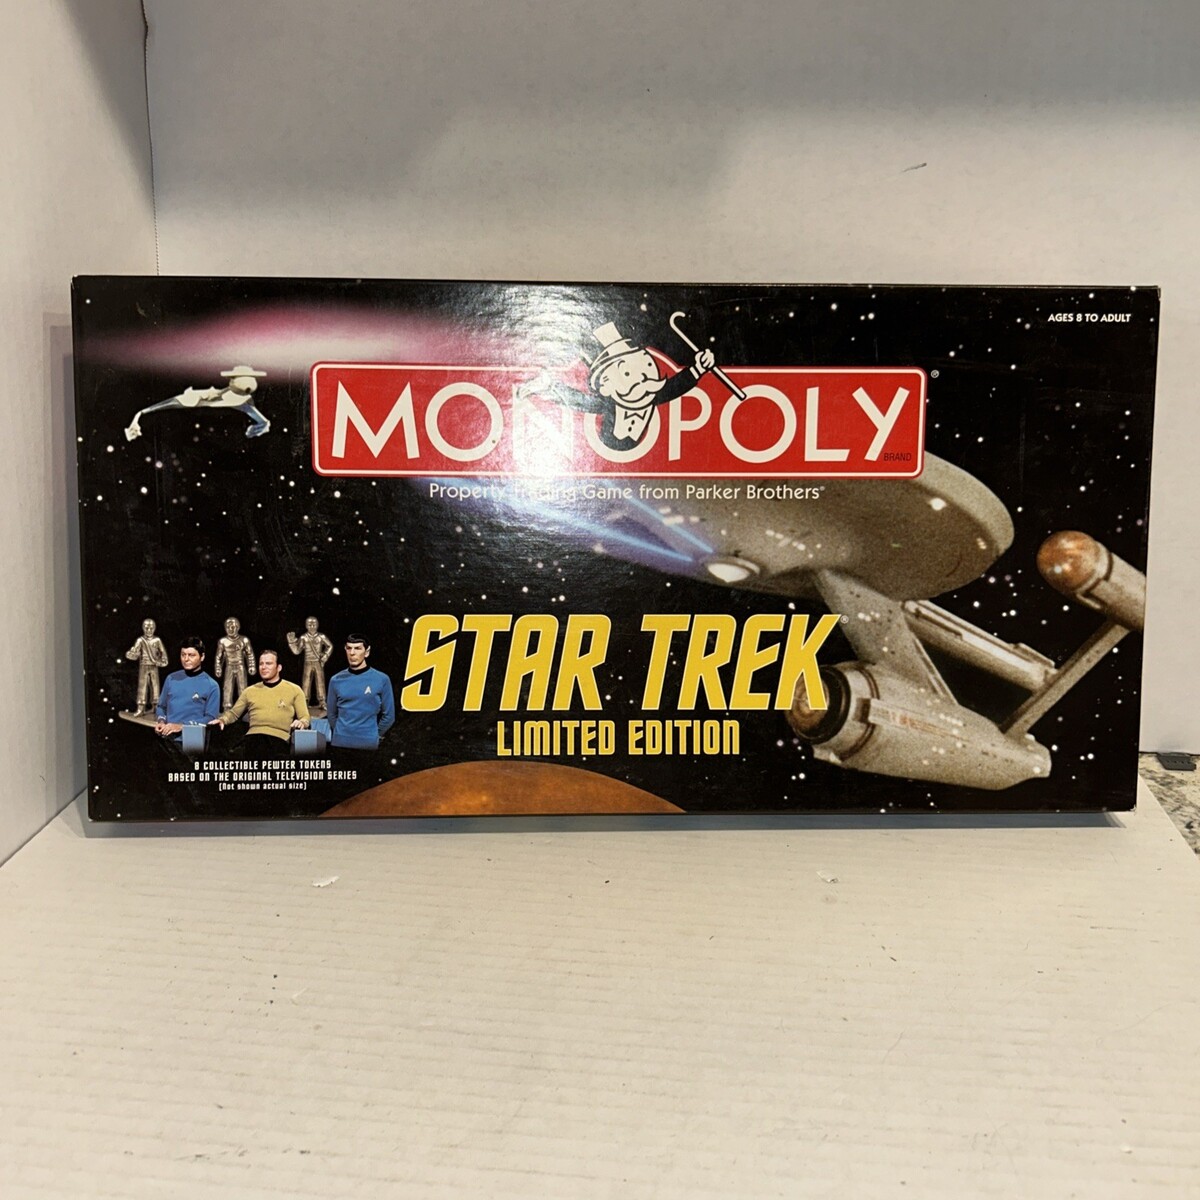 AGES 8 TO ADULT
MONOPOLY®
BRAND
Property Trading Game from Parker Brothers®
STAR TREK®
LIMITED EDITION
8 COLLECTIBLE PEWTER TOKENS
BASED ON THE ORIGINAL TELEVISION SERIES
(Not shown actual size)